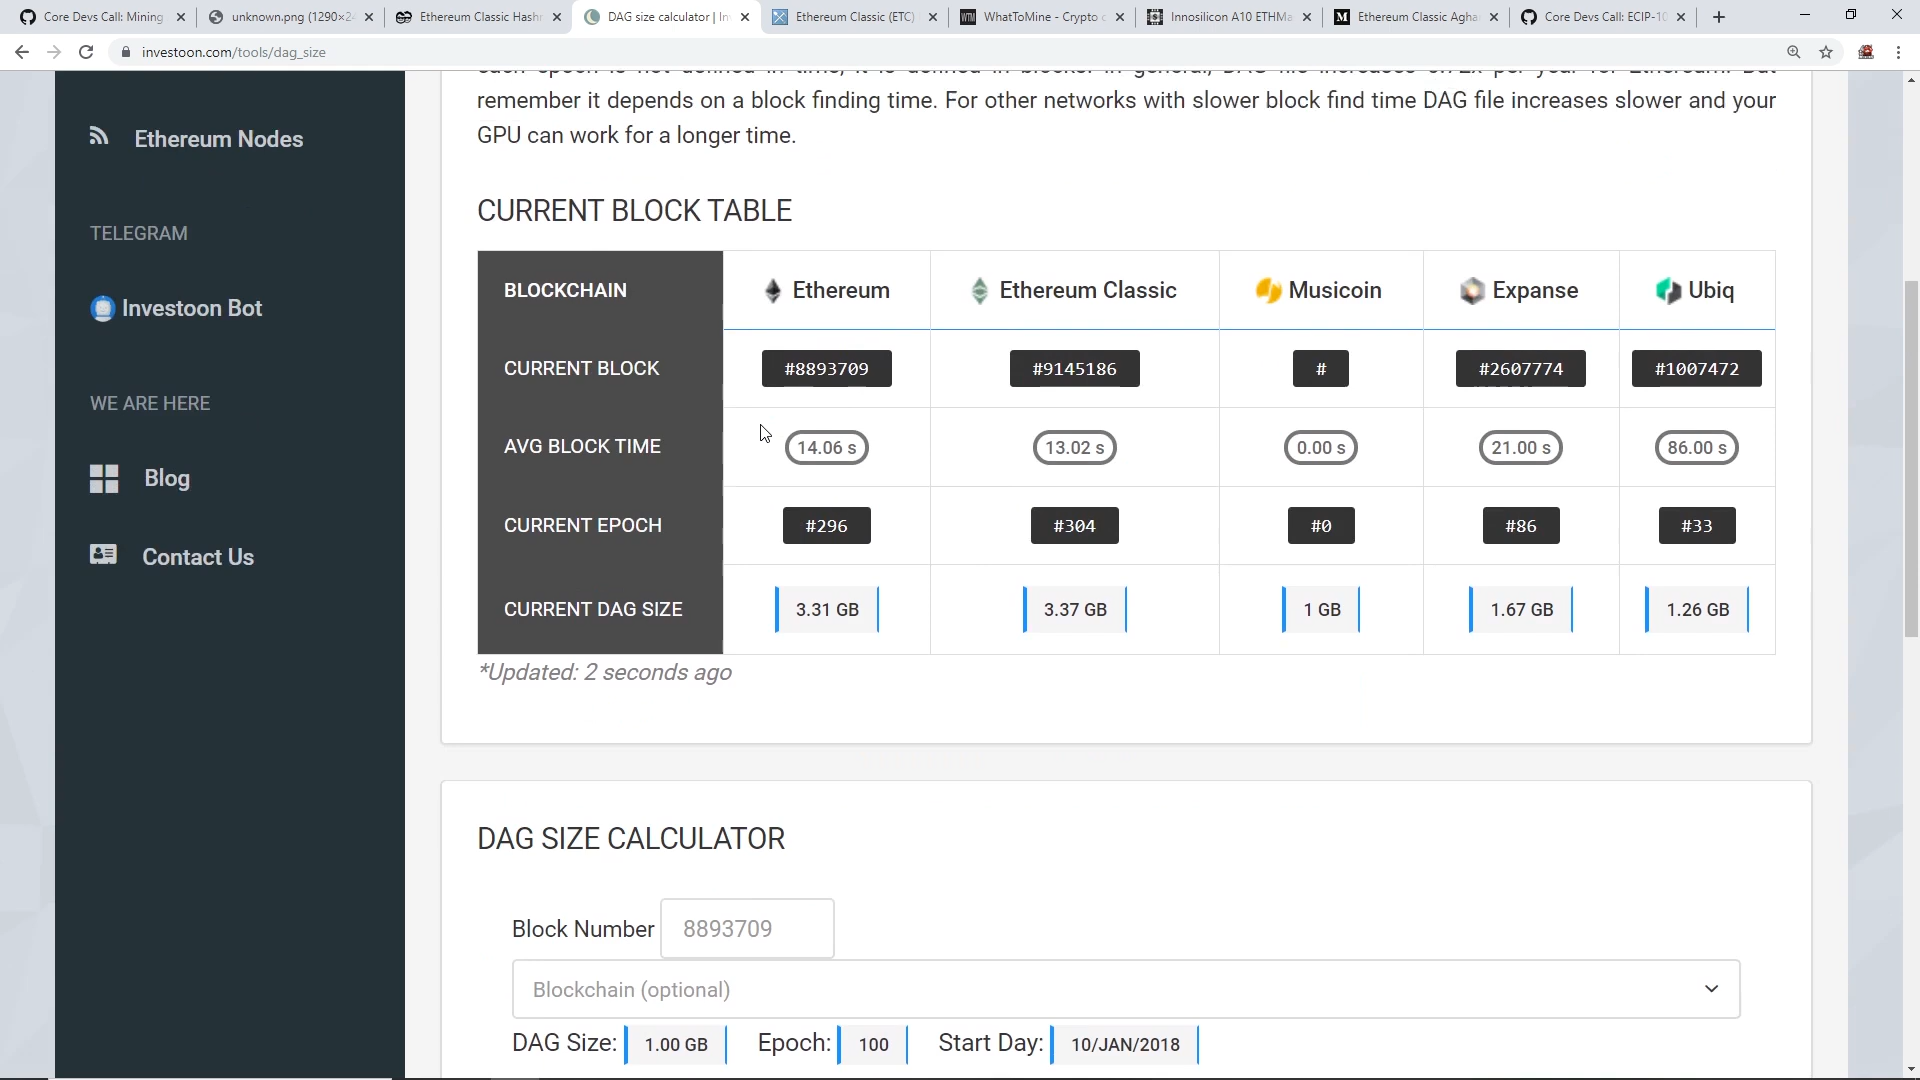 Core Devs Call: Mining
unknown.png (1290×2
Ethereum Classic Hashr
DAG size calculator | In
Ethereum Classic (ETC)
WhatToMine - Crypto c
Innosilicon A10 ETHMa
Ethereum Classic Agha
Core Devs Call: ECIP-10
investoon.com/tools/dag_size
remember it depends on a block finding time. For other networks with slower block find time DAG file increases slower and your
GPU can work for a longer time.
Ethereum Nodes
TELEGRAM
Investoon Bot
WE ARE HERE
Blog
Contact Us
CURRENT BLOCK TABLE
BLOCKCHAIN Ethereum Ethereum Classic Musicoin Expanse Ubiq
CURRENT BLOCK #8893709 #9145186 # #2607774 #1007472
AVG BLOCK TIME 14.06 s 13.02 s 0.00 s 21.00 s 86.00 s
CURRENT EPOCH #296 #304 #0 #86 #33
CURRENT DAG SIZE 3.31 GB 3.37 GB 1 GB 1.67 GB 1.26 GB
*Updated: 2 seconds ago
DAG SIZE CALCULATOR
Block Number 8893709
Blockchain (optional)
DAG Size: 1.00 GB Epoch: 100 Start Day: 10/JAN/2018